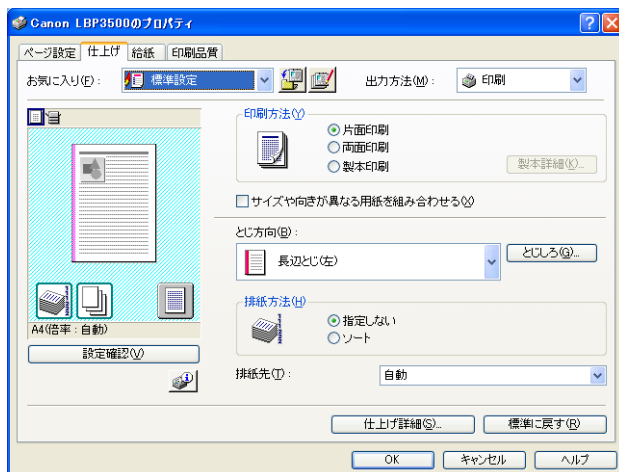 Canon LBP3500のプロパティ
ページ設定 仕上げ 給紙 印刷品質
お気に入り(F): 標準設定 出力方法(M): 印刷
印刷方法(Y)
片面印刷
両面印刷
製本印刷 製本詳細(K)...
サイズや向きが異なる用紙を組み合わせる(X)
とじ方向(B):
長辺とじ(左) とじしろ(G)...
排紙方法(H)
指定しない
ソート
A4(倍率:自動)
設定確認(V)
排紙先(T): 自動
仕上げ詳細(S)... 標準に戻す(R)
OK キャンセル ヘルプ